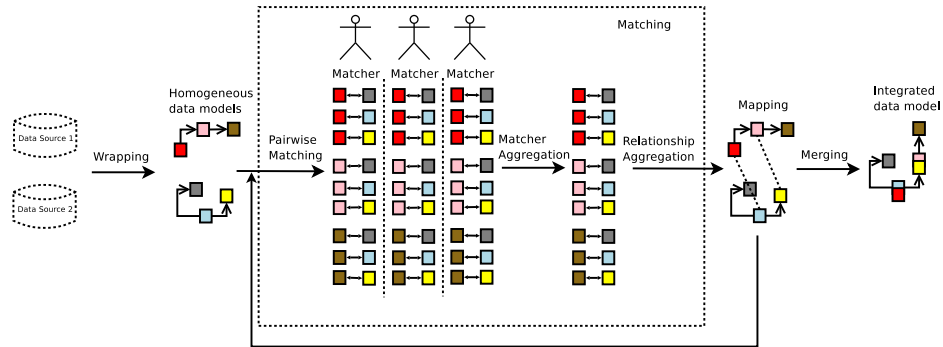 Matching
Matcher
Matcher
Matcher
Homogeneous
data models
Data Source 1
Data Source 2
Wrapping
Pairwise
Matching
Matcher
Aggregation
Relationship
Aggregation
Mapping
Merging
Integrated
data model